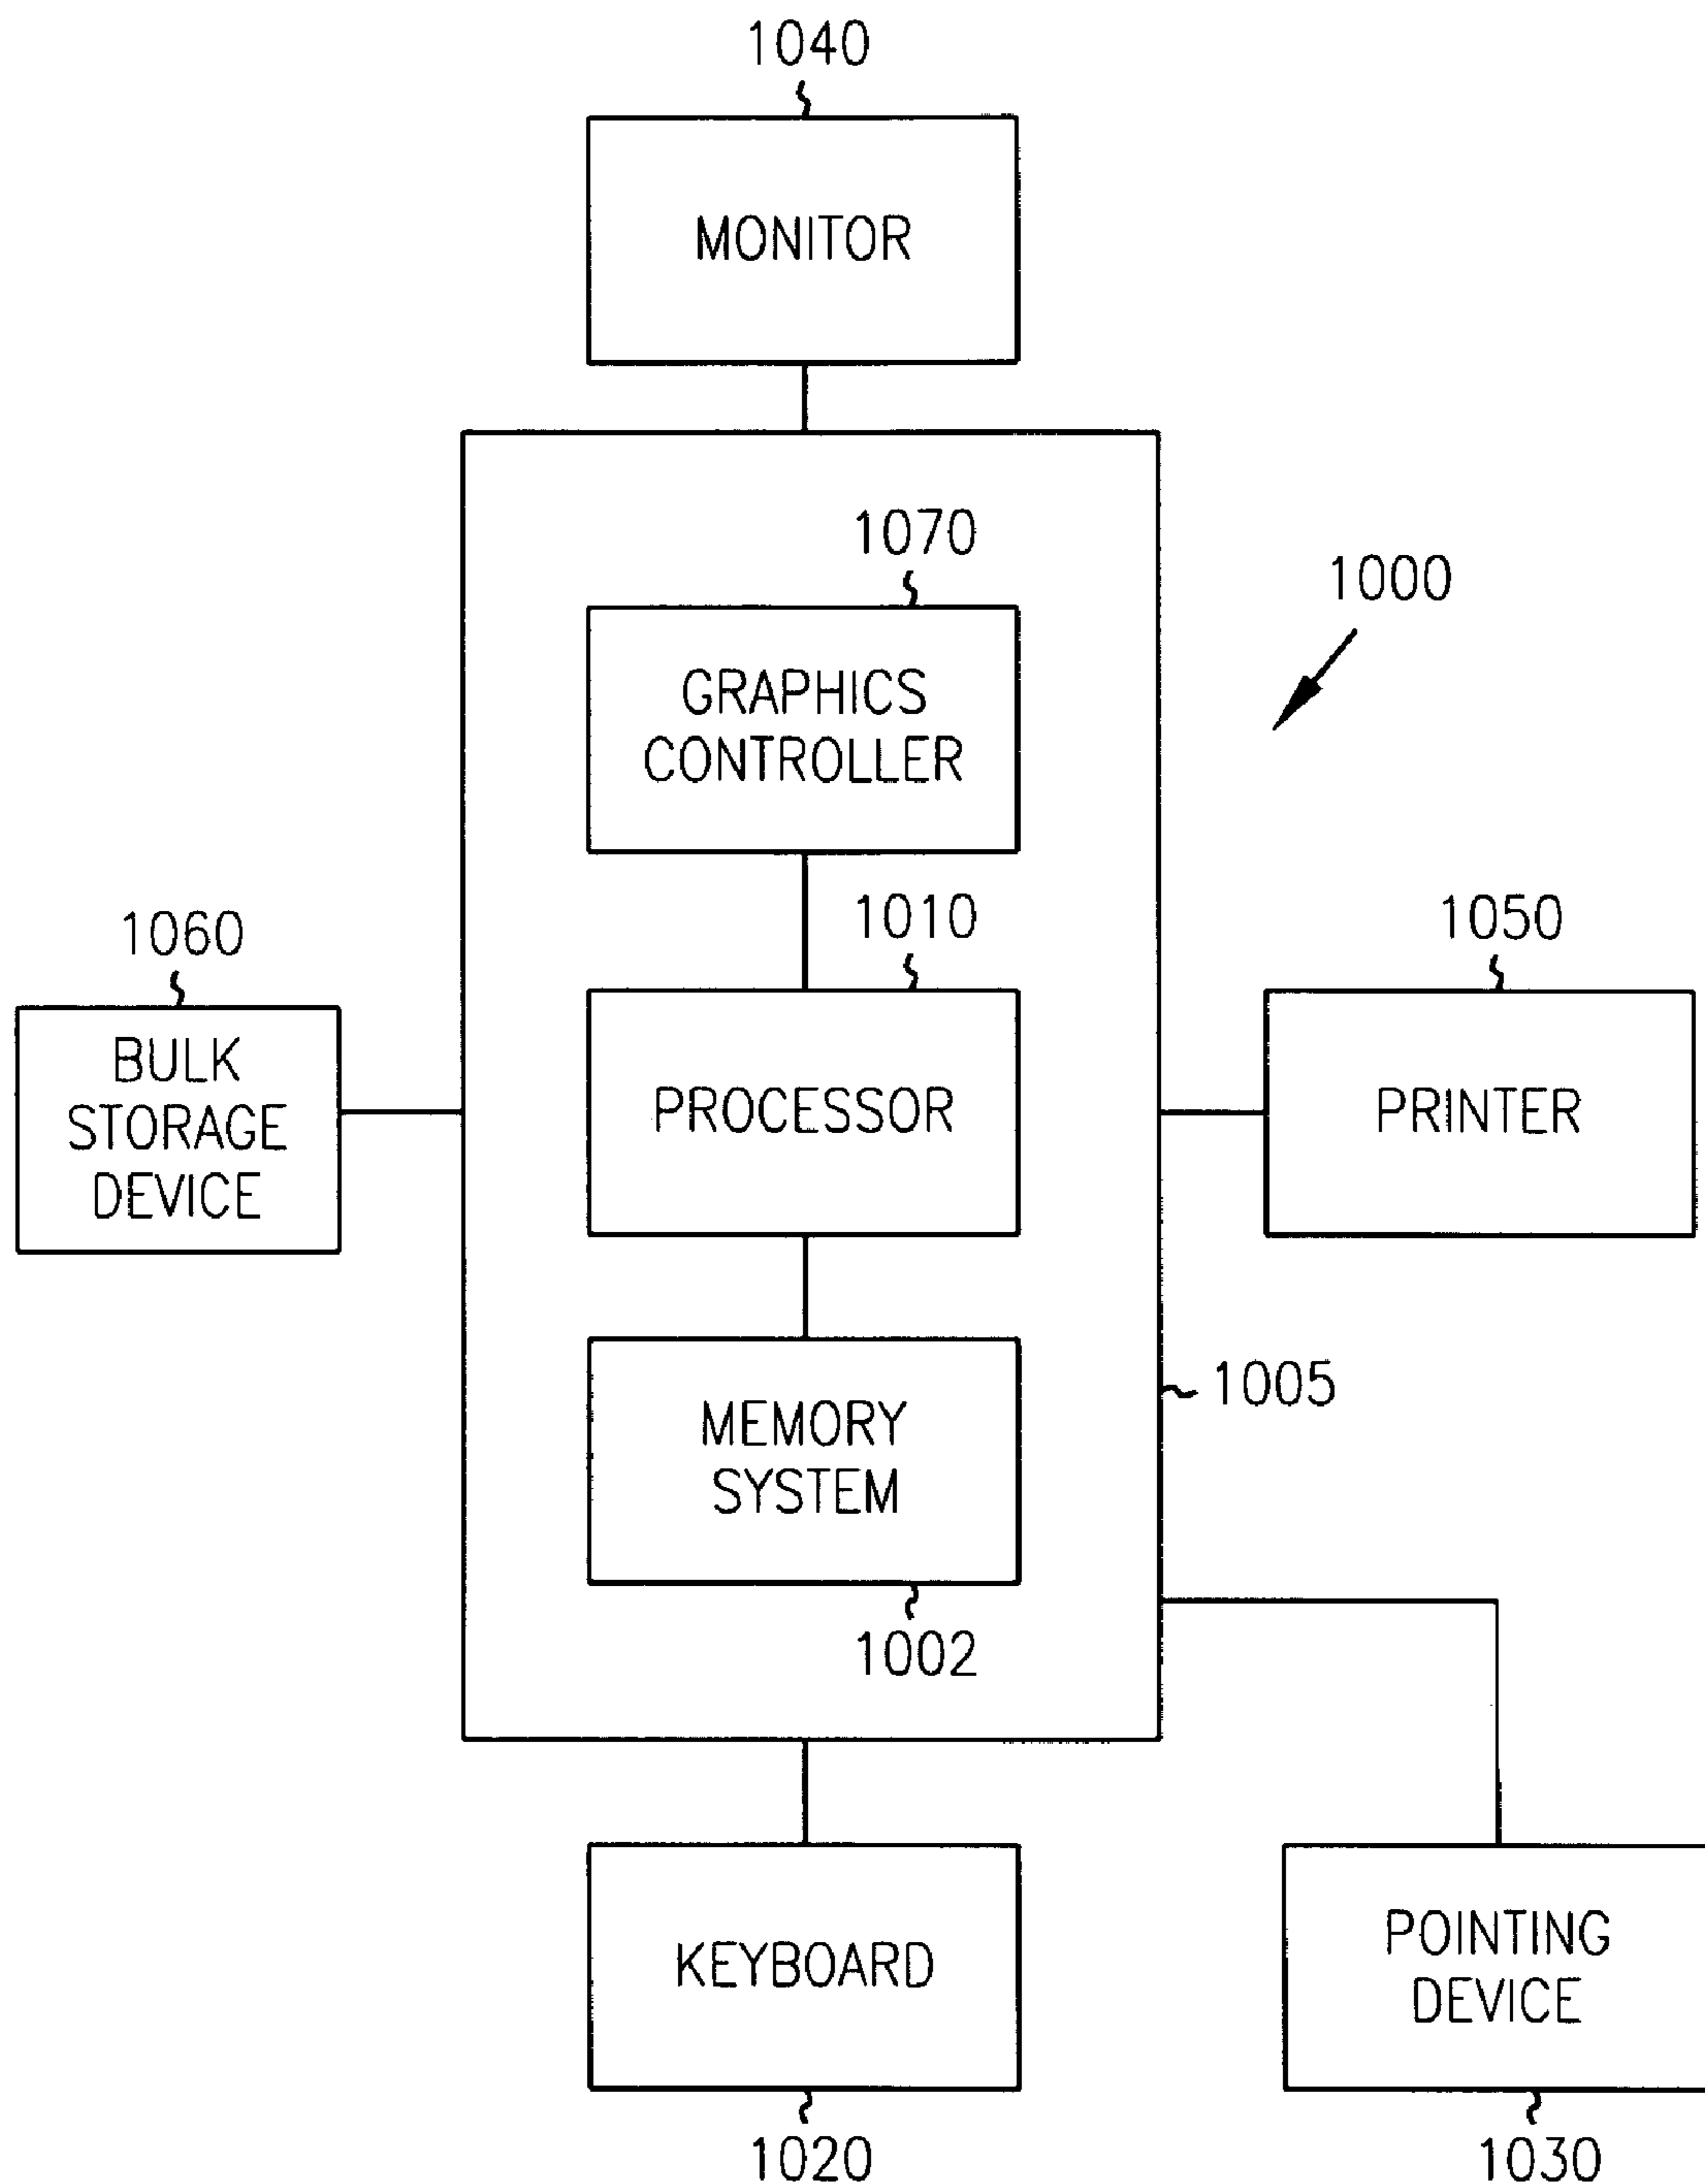 1040
MONITOR
1070
1000
GRAPHICS
CONTROLLER
1060
1010
1050
BULK
STORAGE
DEVICE
PROCESSOR
PRINTER
1005
MEMORY
SYSTEM
1002
KEYBOARD
POINTING
DEVICE
1020
1030